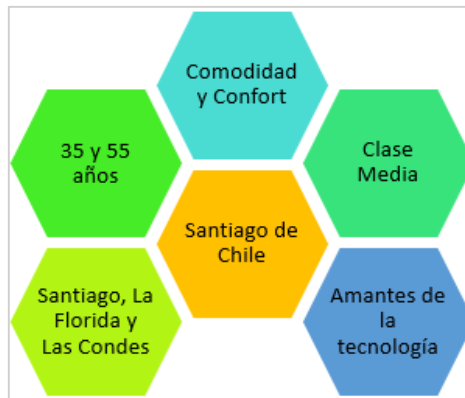 Comodidad
y Confort
35 y 55
años
Clase
Media
Santiago de
Chile
Santiago, La
Florida y
Las Condes
Amantes de
la
tecnología